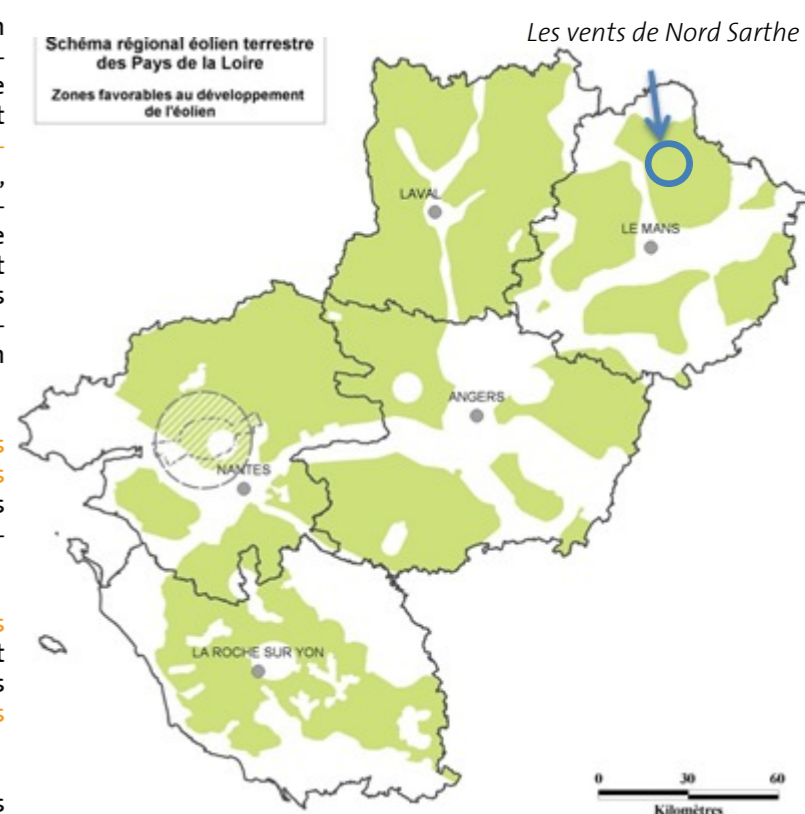 Les vents de Nord Sarthe
Schéma régional éolien terrestre
des Pays de la Loire
Zones favorables au développement
de l'éolien
LAVAL
LE MANS
ANGERS
NANTES
LA ROCHE SUR YON
0 30 60
Kilomètres